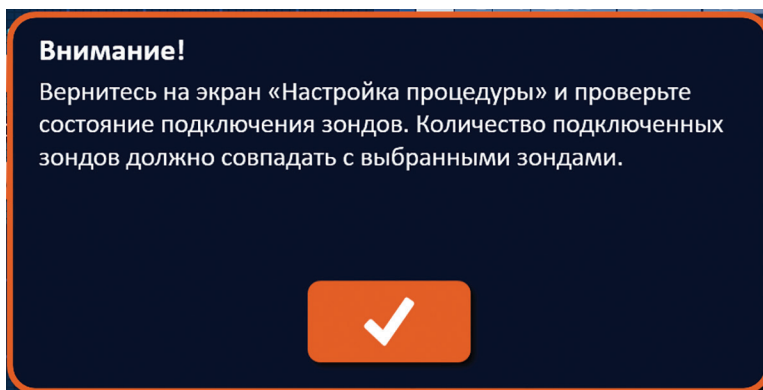 Внимание!
Вернитесь на экран «Настройка процедуры» и проверьте
состояние подключения зондов. Количество подключенных
зондов должно совпадать с выбранными зондами.